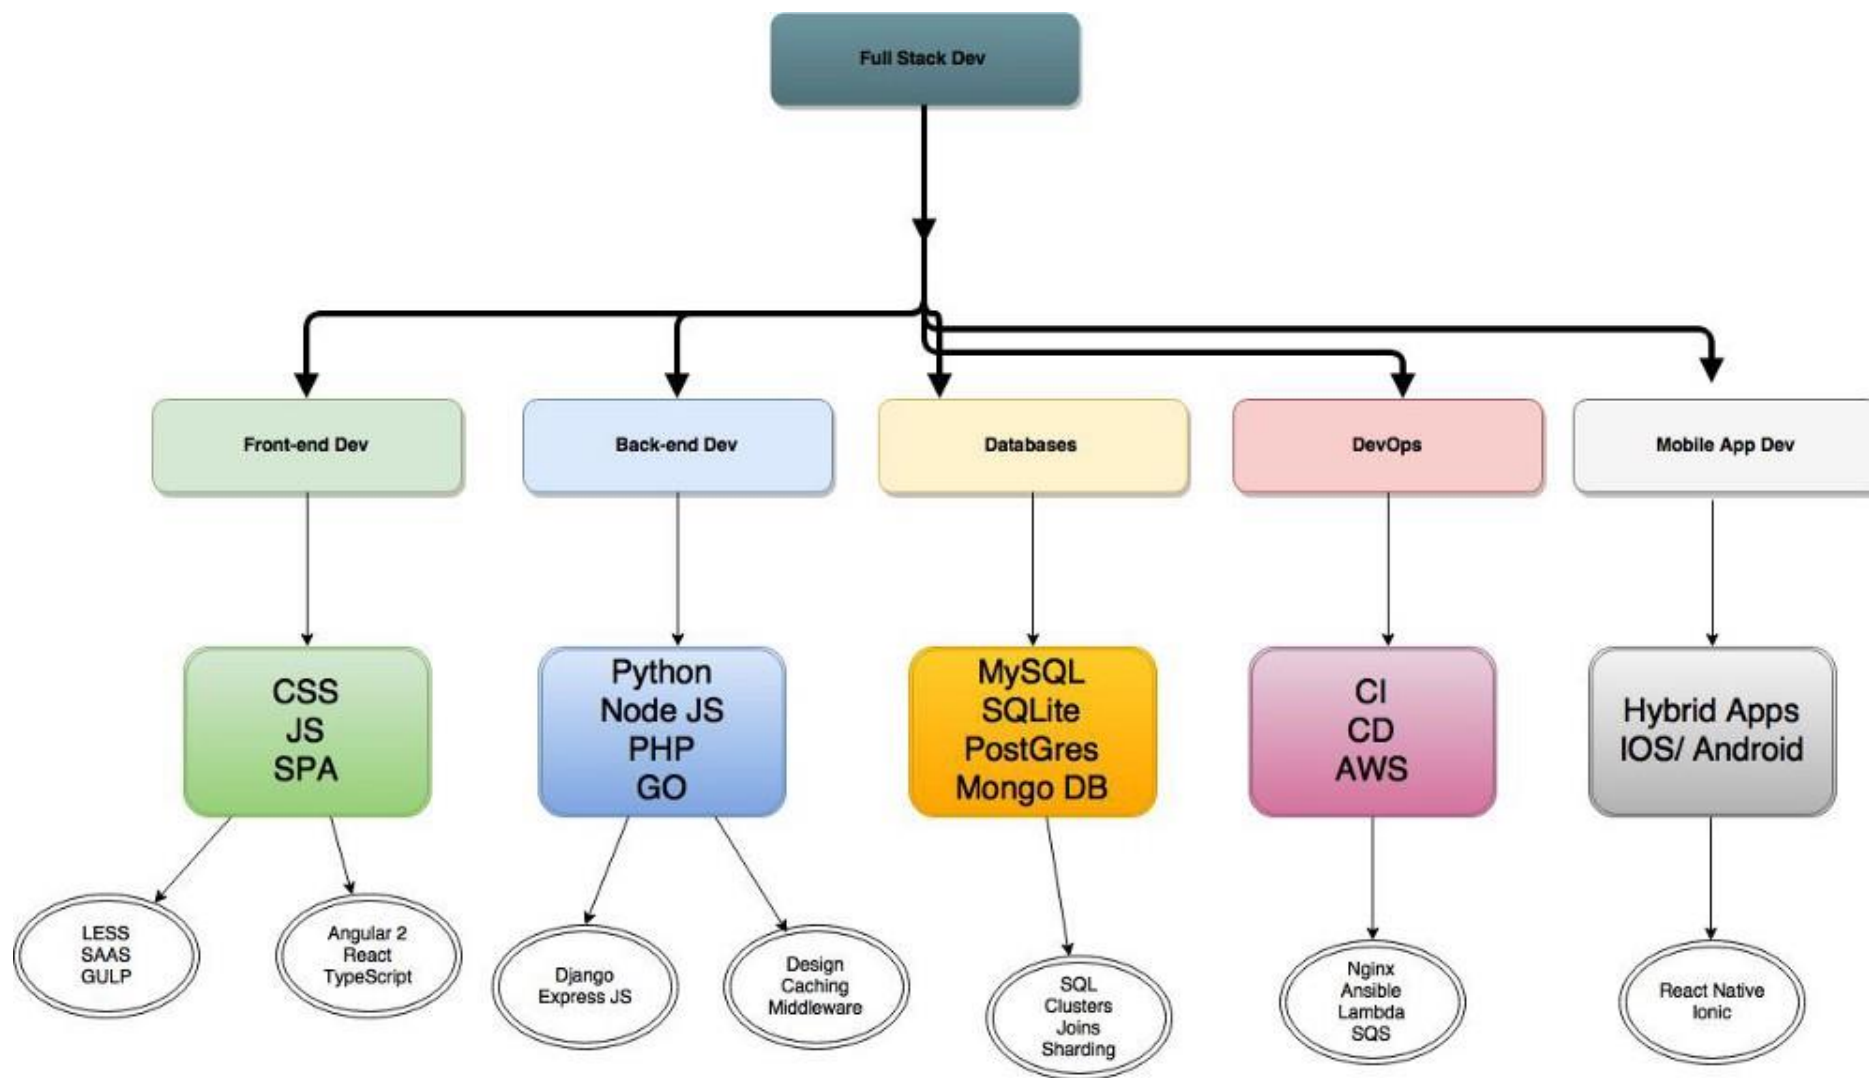 Full Stack Dev
Front-end Dev
Back-end Dev
Databases
DevOps
Mobile App Dev
CSS
JS
SPA
Python
Node JS
PHP
GO
MySQL
SQLite
PostGres
Mongo DB
CI
CD
AWS
Hybrid Apps
IOS/ Android
LESS
SAAS
GULP
Angular 2
React
TypeScript
Django
Express JS
Design
Caching
Middleware
SQL
Clusters
Joins
Sharding
Nginx
Ansible
Lambda
SQS
React Native
Ionic